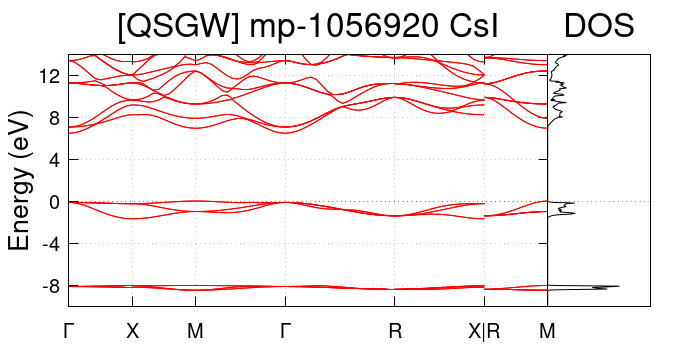 [QSGW] mp-1056920 CsI DOS
12
8
4
0
-4
-8
Energy (eV)
Γ X M Γ R X|R M